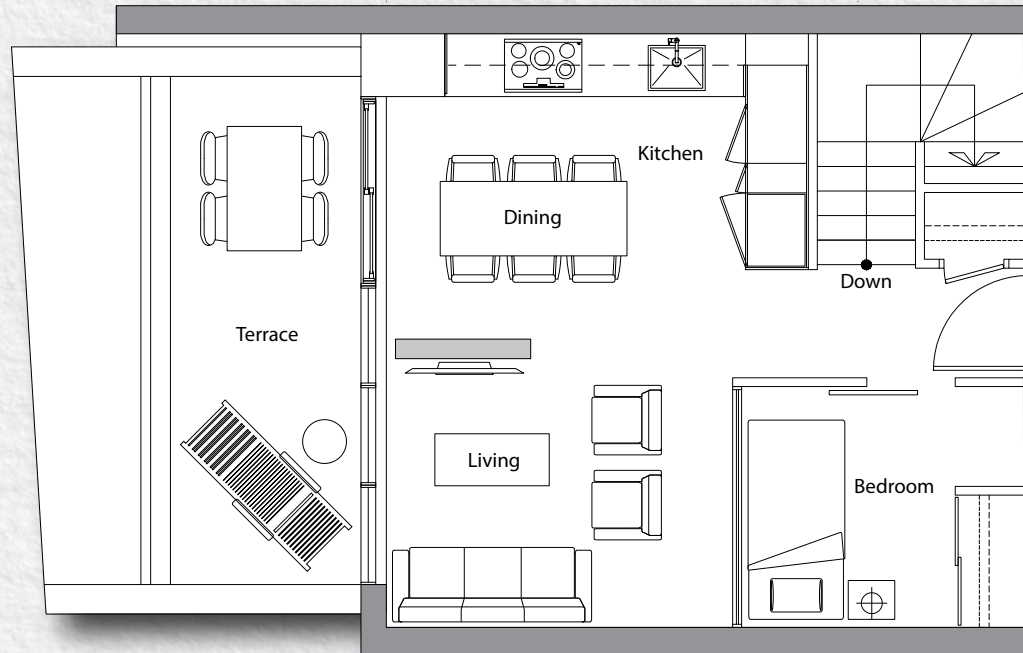 Kitchen
Dining
Down
Terrace
Living
Bedroom